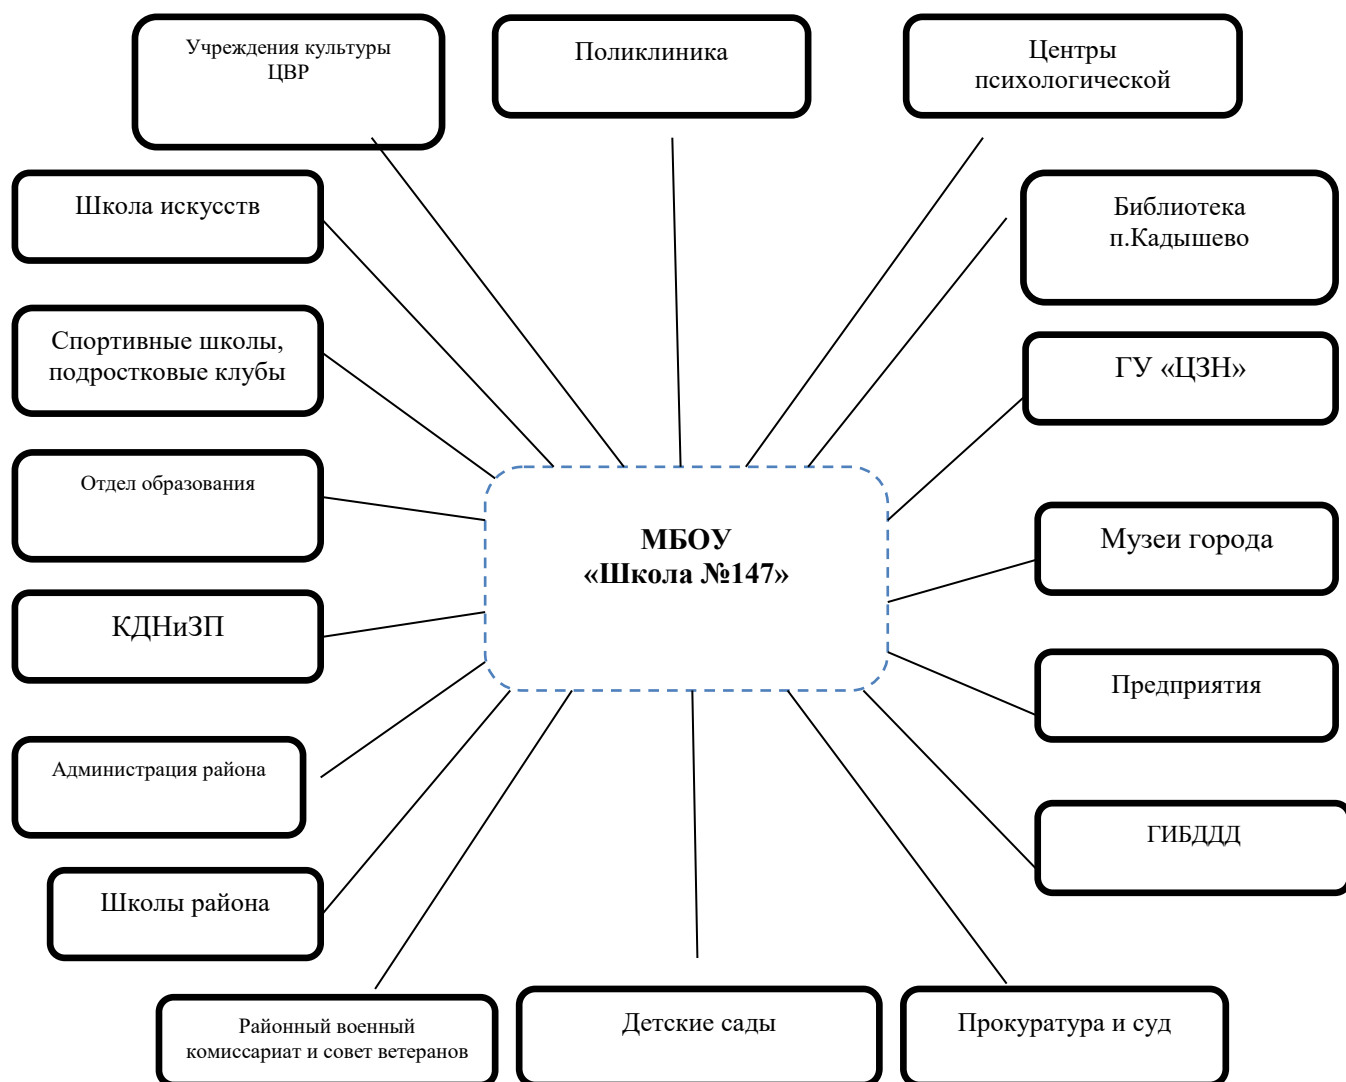 Учреждения культуры
ЦВР
Поликлиника
Центры
психологической
Школа искусств
Библиотека
п.Кадышево
Спортивные школы,
подростковые клубы
ГУ «ЦЗН»
Отдел образования
МБОУ
«Школа №147»
Музеи города
КДНиЗП
Предприятия
Администрация района
ГИБДДД
Школы района
Районный военный
комиссариат и совет ветеранов
Детские сады
Прокуратура и суд